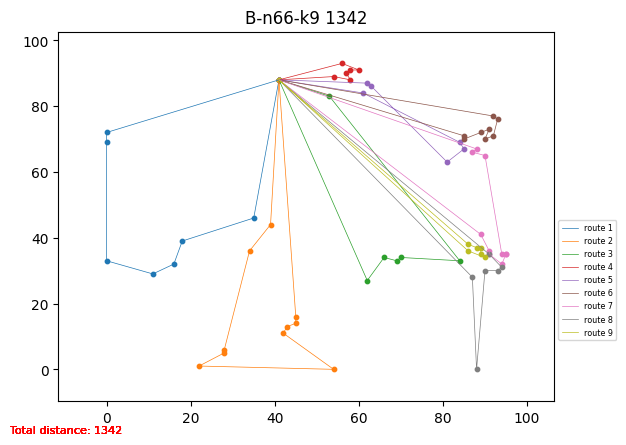 B-n66-k9 1342
100
80
60
40
20
0
0 20 40 60 80 100
route 1
route 2
route 3
route 4
route 5
route 6
route 7
route 8
route 9
Total distance: 1342